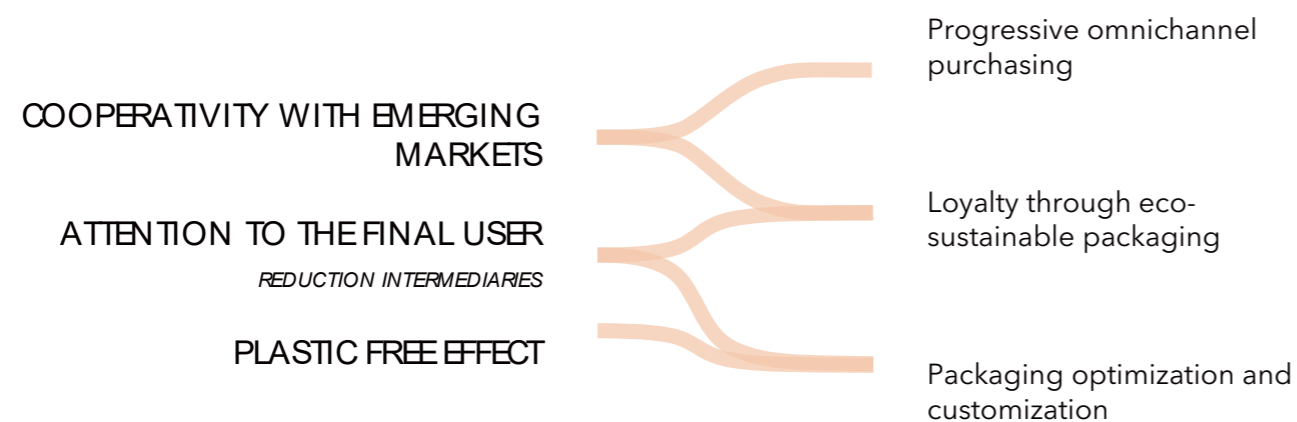 COOPERATIVITY WITH EMERGING
MARKETS
ATTENTION TO THE FINAL USER
REDUCTION INTERMEDIARIES
PLASTIC FREE EFFECT
Progressive omnichannel
purchasing
Loyalty through eco-
sustainable packaging
Packaging optimization and
customization